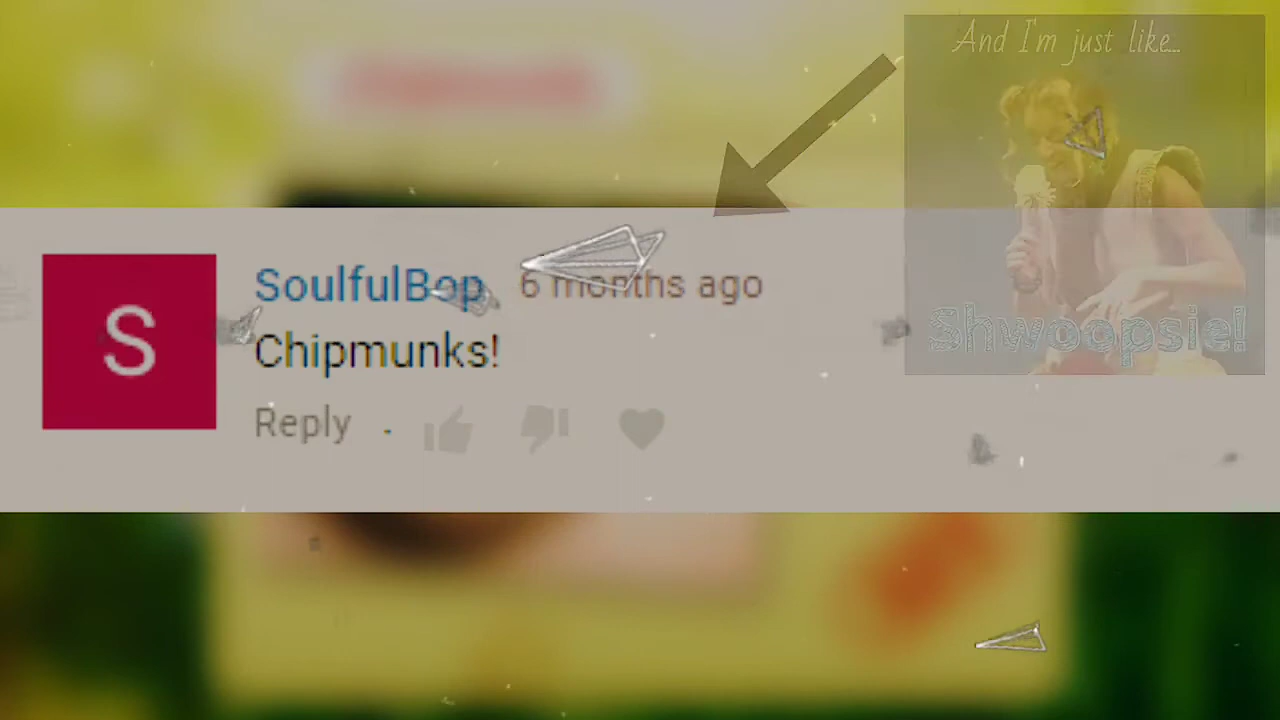 And I'm just like...
S
SoulfulBop 6 months ago
Chipmunks!
Shwoopsie!
Reply